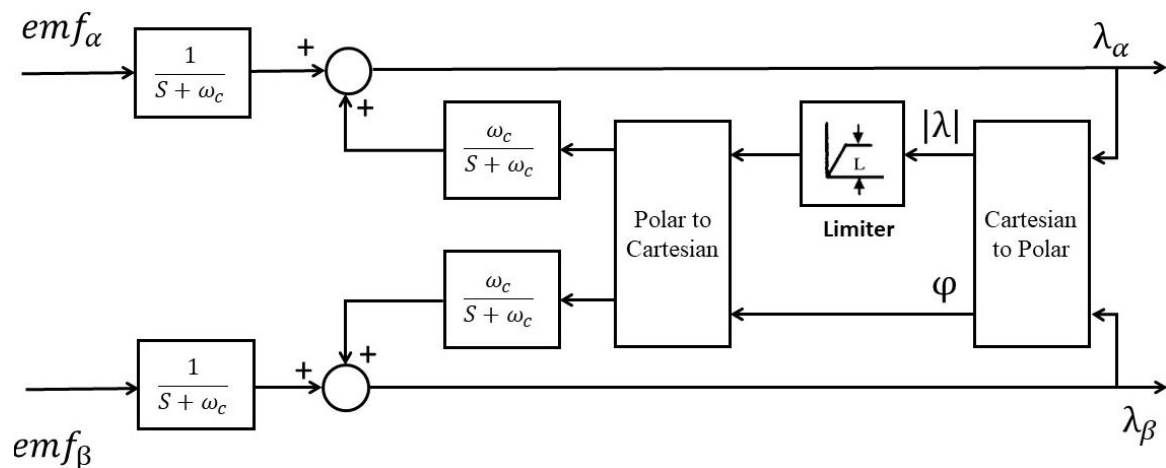 emf_α
1
S + ω_c
+
+
λ_α
ω_c
S + ω_c
Polar to
Cartesian
L
Limiter
|λ|
Cartesian
to Polar
φ
ω_c
S + ω_c
+
+
1
S + ω_c
emf_β
λ_β